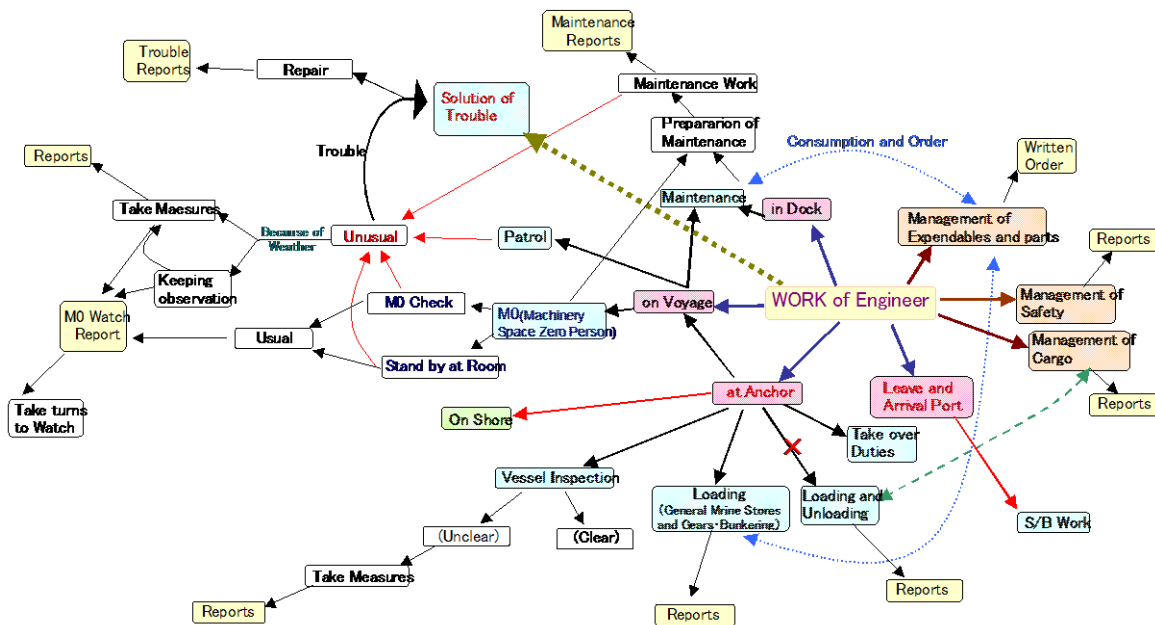 Maintenance
Reports
Trouble
Reports
Repair
Maintenance Work
Solution of
Trouble
Prepararion of
Maintenance
Consumption and Order
Written
Order
Trouble
Reports
Take Maesures
Because of
Weather
Unusual
Patrol
Maintenance
in Dock
Management of
Expendables and parts
Reports
Keeping
observation
M0 Check
on Voyage
WORK of Engineer
Management of
Safety
M0 Watch
Report
Usual
M0(Machinery
Space Zero Person)
Stand by at Room
Management of
Cargo
Take turns
to Watch
On Shore
at Anchor
Leave and
Arrival Port
Reports
Take over
Duties
Vessel Inspection
Loading
(General Mrine Stores
and Gears・Bunkering)
Loading and
Unloading
S/B Work
(Unclear)
(Clear)
Take Measures
Reports
Reports
Reports